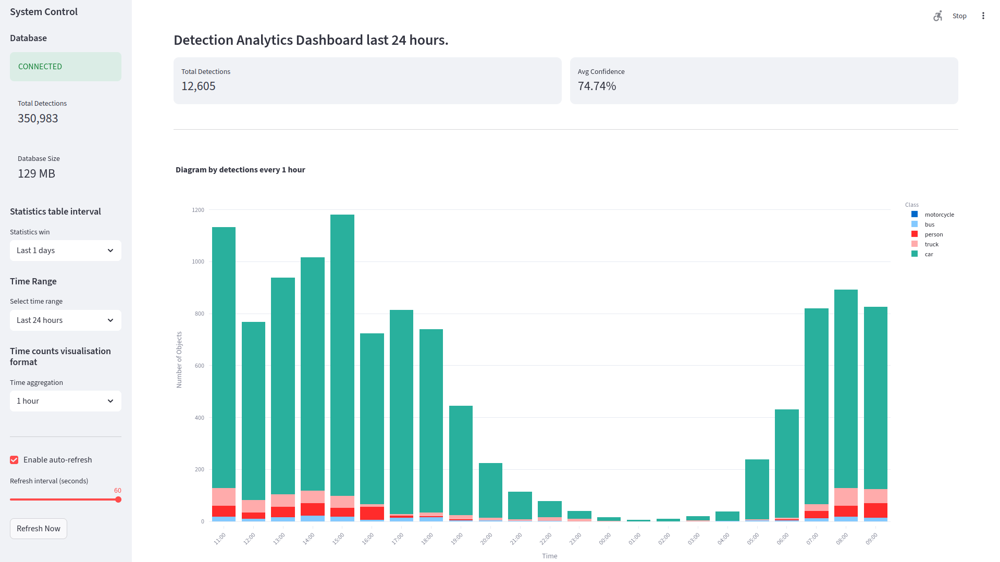 System Control
Database
CONNECTED
Total Detections
350,983
Database Size
129 MB
Statistics table interval
Statistics win
Last 1 days
Time Range
Select time range
Last 24 hours
Time counts visualisation
format
Time aggregation
1 hour
Enable auto-refresh
Refresh interval (seconds)
60
Refresh Now
Stop
Detection Analytics Dashboard last 24 hours.
Total Detections
12,605
Avg Confidence
74.74%
Diagram by detections every 1 hour
Number of Objects
1200
1000
800
600
400
200
0
11:00
12:00
13:00
14:00
15:00
16:00
17:00
18:00
19:00
20:00
21:00
22:00
23:00
00:00
01:00
02:00
03:00
04:00
05:00
06:00
07:00
08:00
09:00
Time
Class
motorcycle
bus
person
truck
car